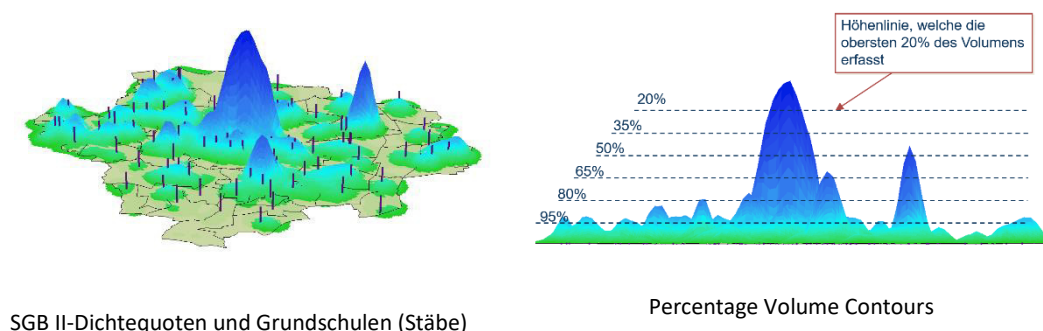 Höhenlinie, welche die
obersten 20% des Volumens
erfasst
20%
35%
50%
65%
80%
95%
SGB II-Dichtequoten und Grundschulen (Stäbe)
Percentage Volume Contours